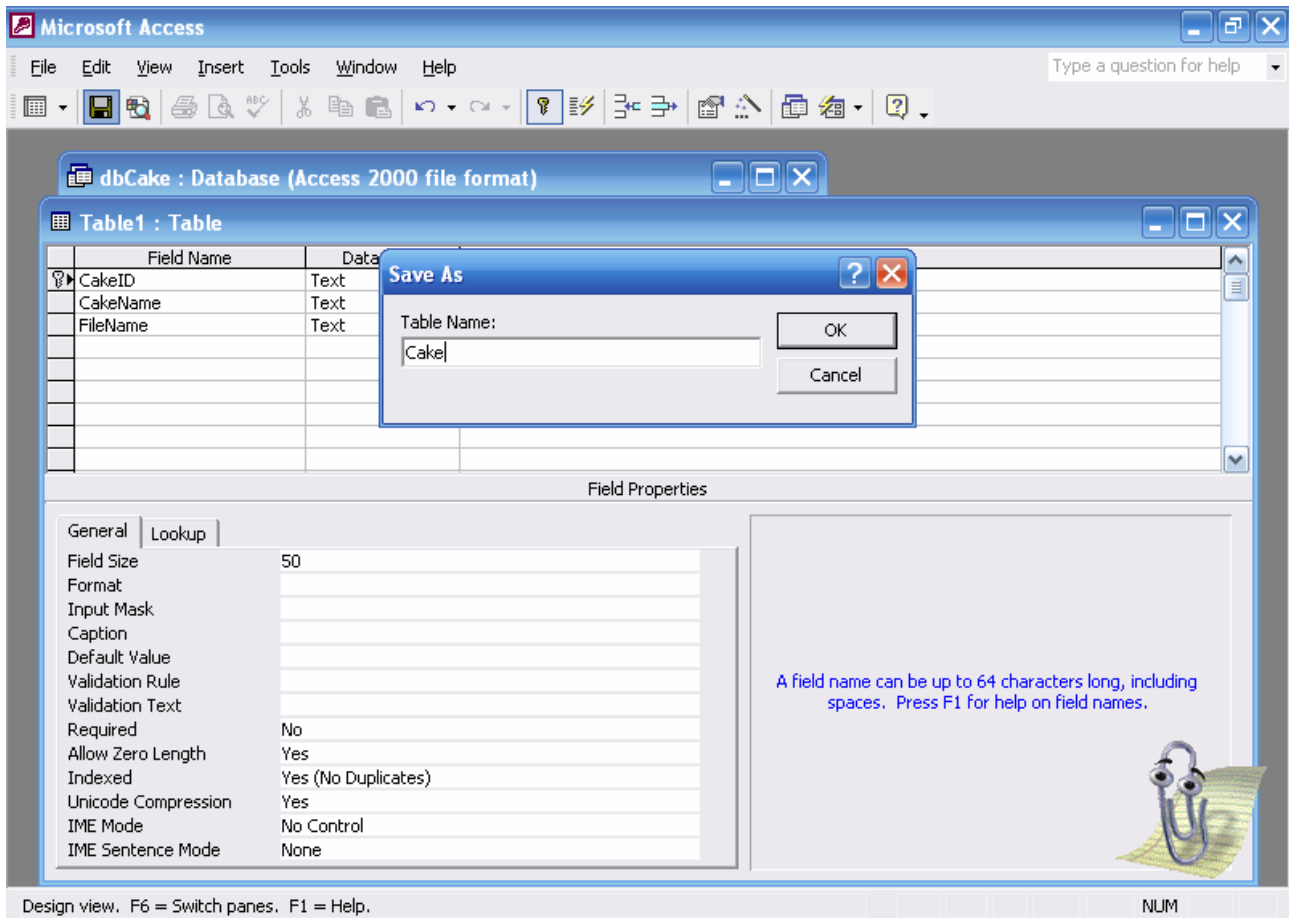 Microsoft Access
File Edit View Insert Tools Window Help
Type a question for help
ABC
dbCake : Database (Access 2000 file format)
Table1 : Table
Field Name Data
CakeID Text
CakeName Text
FileName Text
Save As
Table Name:
Cake
OK
Cancel
Field Properties
General Lookup
Field Size 50
Format
Input Mask
Caption
Default Value
Validation Rule
Validation Text
Required No
Allow Zero Length Yes
Indexed Yes (No Duplicates)
Unicode Compression Yes
IME Mode No Control
IME Sentence Mode None
A field name can be up to 64 characters long, including
spaces. Press F1 for help on field names.
Design view. F6 = Switch panes. F1 = Help.
NUM